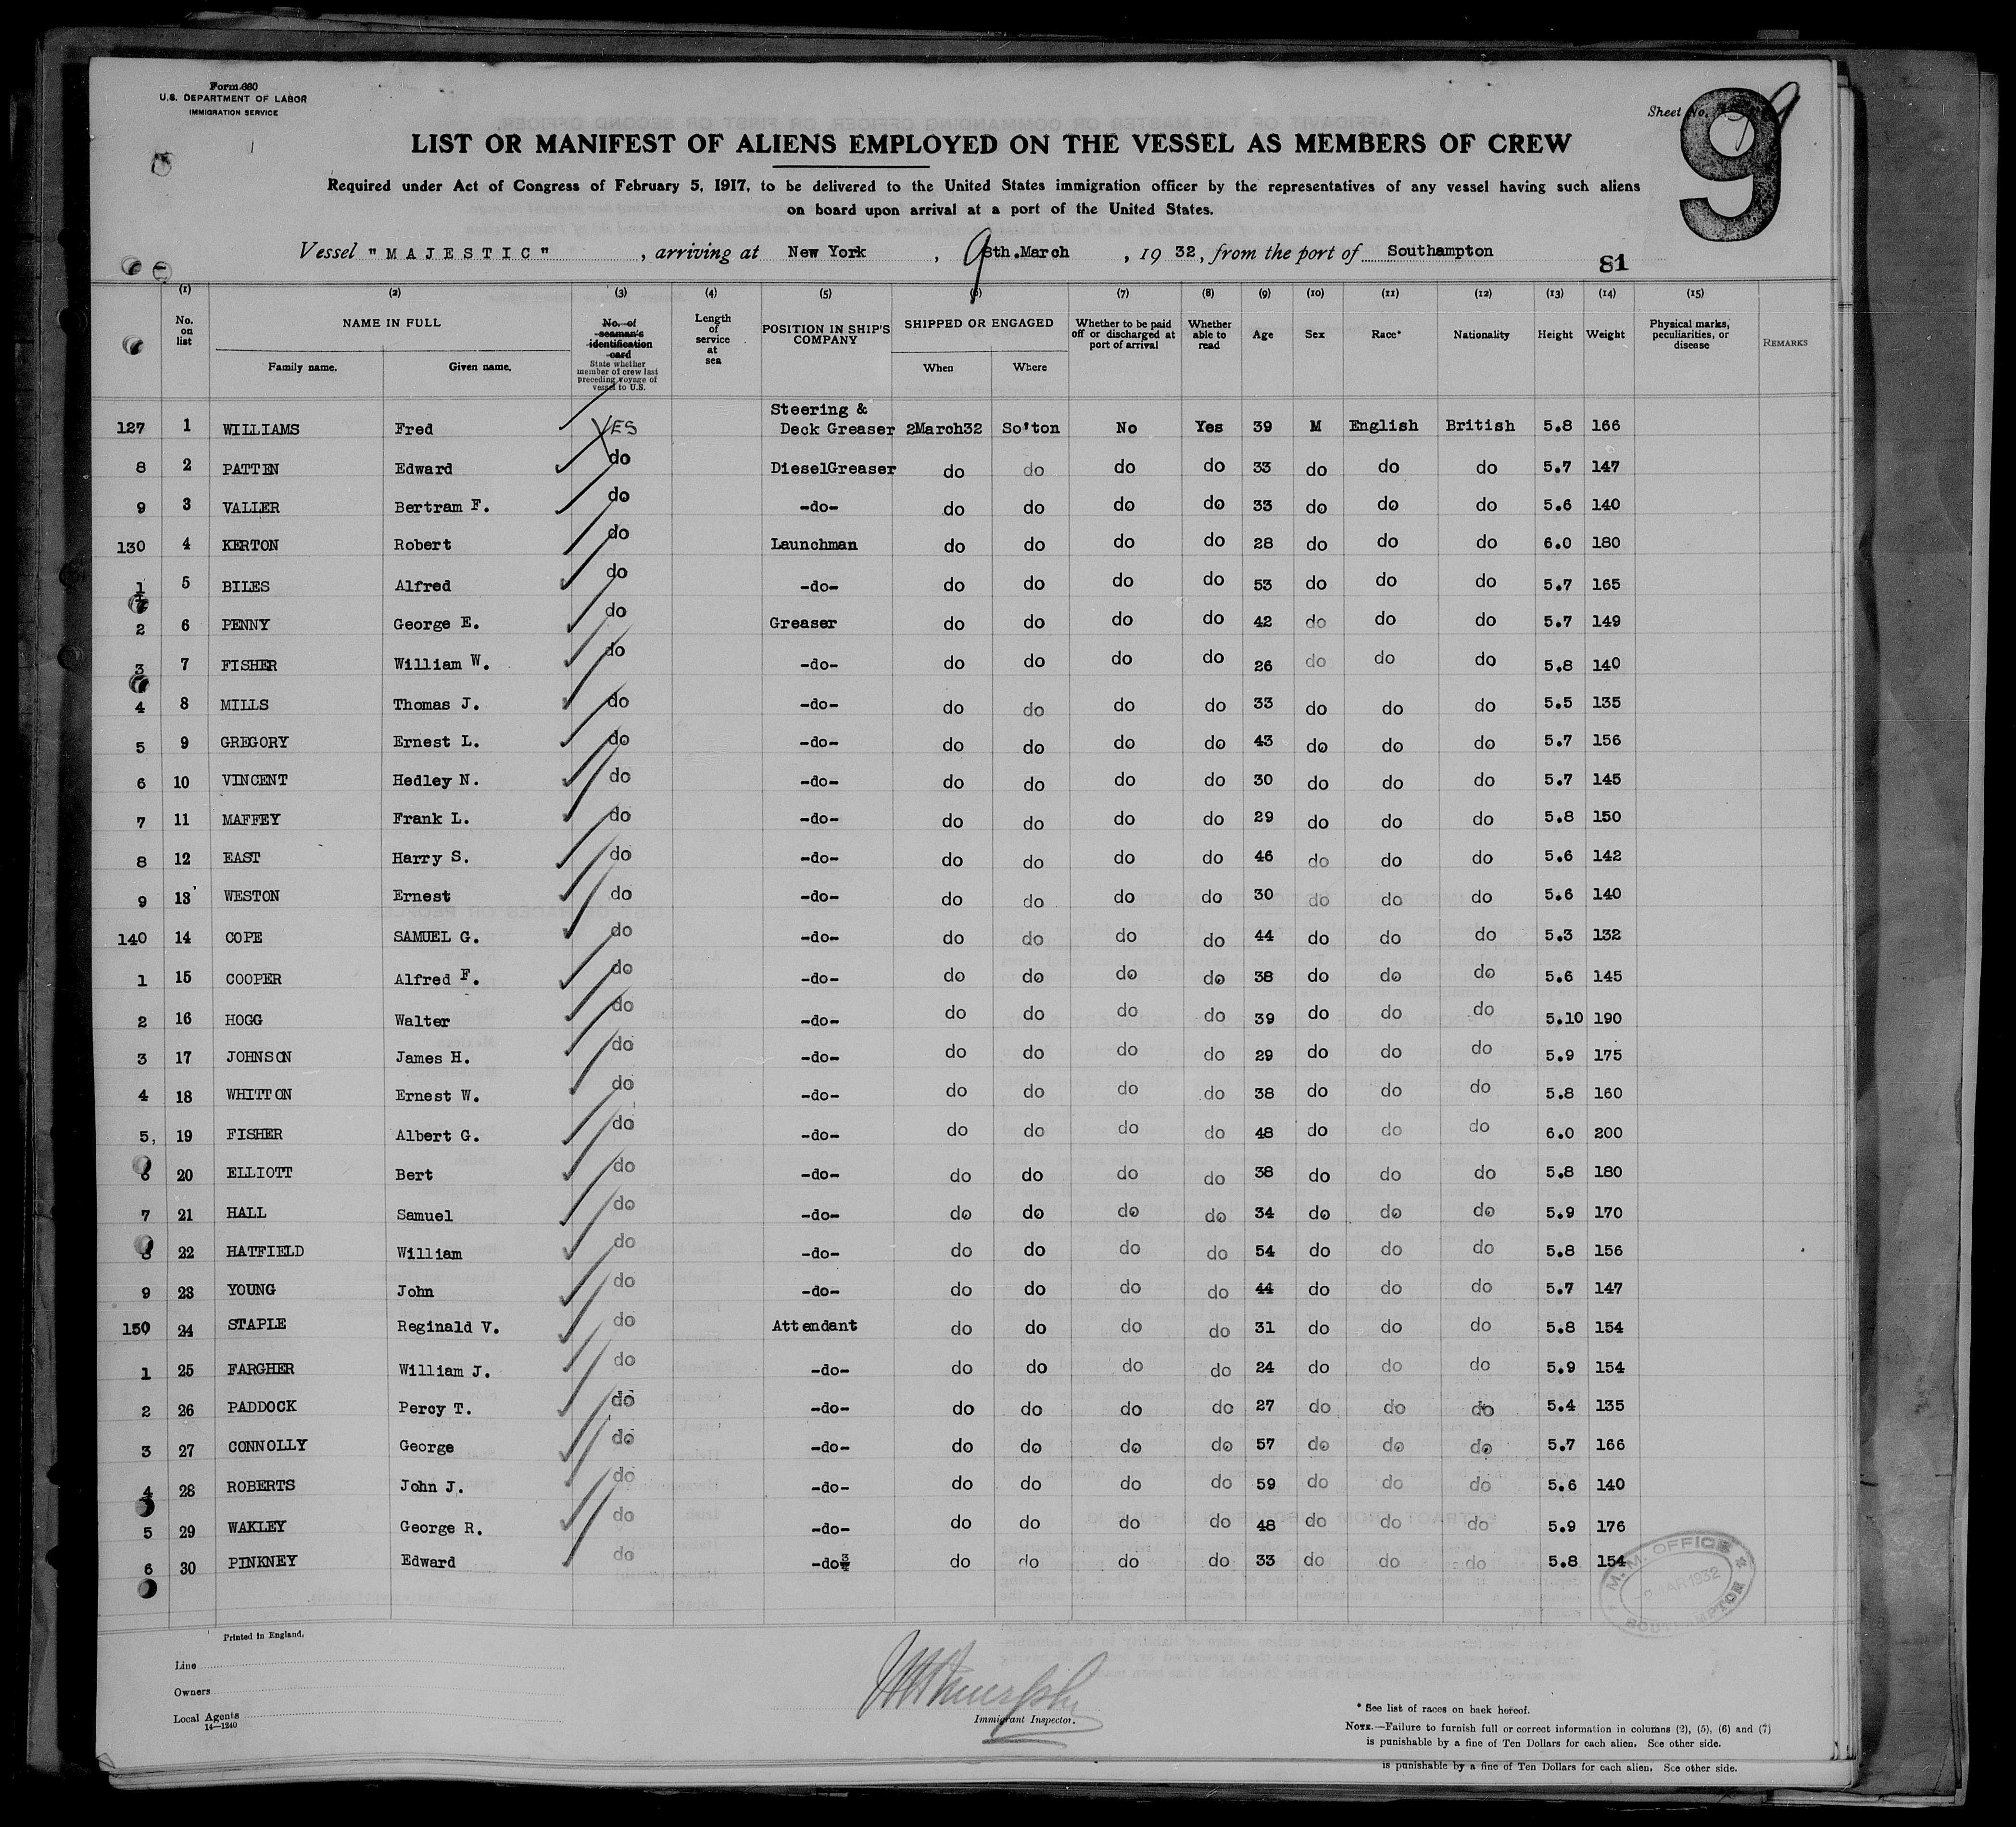 Form 680
U.S. DEPARTMENT OF LABOR
IMMIGRATION SERVICE
Sheet No. 9
9
LIST OR MANIFEST OF ALIENS EMPLOYED ON THE VESSEL AS MEMBERS OF CREW
Required under Act of Congress of February 5, 1917, to be delivered to the United States immigration officer by the representatives of any vessel having such aliens
on board upon arrival at a port of the United States.
Vessel "MAJESTIC", arriving at New York, 9 8th.March, 1932, from the port of Southampton
81
(1) (2) (3) (4) (5) (6) (7) (8) (9) (10) (11) (12) (13) (14) (15)
No. on list NAME IN FULL Family name. Given name. No. of seaman's identification card State whether member of crew last preceding voyage of vessel to U.S. Length of service at sea POSITION IN SHIP'S COMPANY SHIPPED OR ENGAGED When Where Whether to be paid off or discharged at port of arrival Whether able to read Age Sex Race* Nationality Height Weight Physical marks, peculiarities, or disease REMARKS
127 1 WILLIAMS Fred YES Steering & Deck Greaser 2March32 So'ton No Yes 39 M English British 5.8 166
8 2 PATTEN Edward do DieselGreaser do do do do 33 do do do 5.7 147
9 3 VALLER Bertram F. do -do- do do do do 33 do do do 5.6 140
130 4 KERTON Robert do Launchman do do do do 28 do do do 6.0 180
1 5 BILES Alfred do -do- do do do do 53 do do do 5.7 165
2 6 PENNY George E. do Greaser do do do do 42 do do do 5.7 149
3 7 FISHER William W. do -do- do do do do 26 do do do 5.8 140
4 8 MILLS Thomas J. do -do- do do do do 33 do do do 5.5 135
5 9 GREGORY Ernest L. do -do- do do do do 43 do do do 5.7 156
6 10 VINCENT Hedley N. do -do- do do do do 30 do do do 5.7 145
7 11 MAFFEY Frank L. do -do- do do do do 29 do do do 5.8 150
8 12 EAST Harry S. do -do- do do do do 46 do do do 5.6 142
9 13 WESTON Ernest do -do- do do do do 30 do do do 5.6 140
140 14 COPE SAMUEL G. do -do- do do do do 44 do do do 5.3 132
1 15 COOPER Alfred F. do -do- do do do do 38 do do do 5.6 145
2 16 HOGG Walter do -do- do do do do 39 do do do 5.10 190
3 17 JOHNSON James H. do -do- do do do do 29 do do do 5.9 175
4 18 WHITTON Ernest W. do -do- do do do do 38 do do do 5.8 160
5, 19 FISHER Albert G. do -do- do do do do 48 do do do 6.0 200
6 20 ELLIOTT Bert do -do- do do do do 38 do do do 5.8 180
7 21 HALL Samuel do -do- do do do do 34 do do do 5.9 170
8 22 HATFIELD William do -do- do do do do 54 do do do 5.8 156
9 23 YOUNG John do -do- do do do do 44 do do do 5.7 147
150 24 STAPLE Reginald V. do Attendant do do do do 31 do do do 5.8 154
1 25 FARGHER William J. do -do- do do do do 24 do do do 5.9 154
2 26 PADDOCK Percy T. do -do- do do do do 27 do do do 5.4 135
3 27 CONNOLLY George do -do- do do do do 57 do do do 5.7 166
4 28 ROBERTS John J. do -do- do do do do 59 do do do 5.6 140
5 29 WAKLEY George R. do -do- do do do do 48 do do do 5.9 176
6 30 PINKNEY Edward do -do- do do do do 33 do do do 5.8 154
M.M. OFFICE
MAR 1932
SOUTHAMPTON
Printed in England.
Line
Owners
Local Agents
14—1240
Immigrant Inspector.
* See list of races on back hereof.
NOTE.—Failure to furnish full or correct information in columns (2), (5), (6) and (7)
is punishable by a fine of Ten Dollars for each alien. See other side.
is punishable by a fine of Ten Dollars for each alien. See other side.